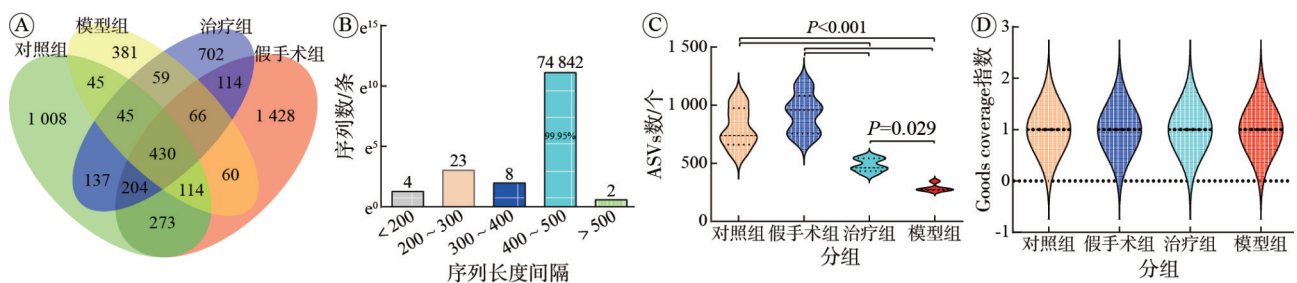 A
对照组
模型组
治疗组
假手术组
381
702
45
59
114
1 008
45
66
1 428
430
137
204
114
60
273
B
序列数/条
e15
e10
e5
e0
4
23
8
74 842
99.95%
2
<200
200~300
300~400
400~500
>500
序列长度间隔
C
ASVs数/个
1 500
1 000
500
0
P<0.001
P=0.029
对照组
假手术组
治疗组
模型组
分组
D
Goods coverage指数
3
2
1
0
-1
对照组
假手术组
治疗组
模型组
分组